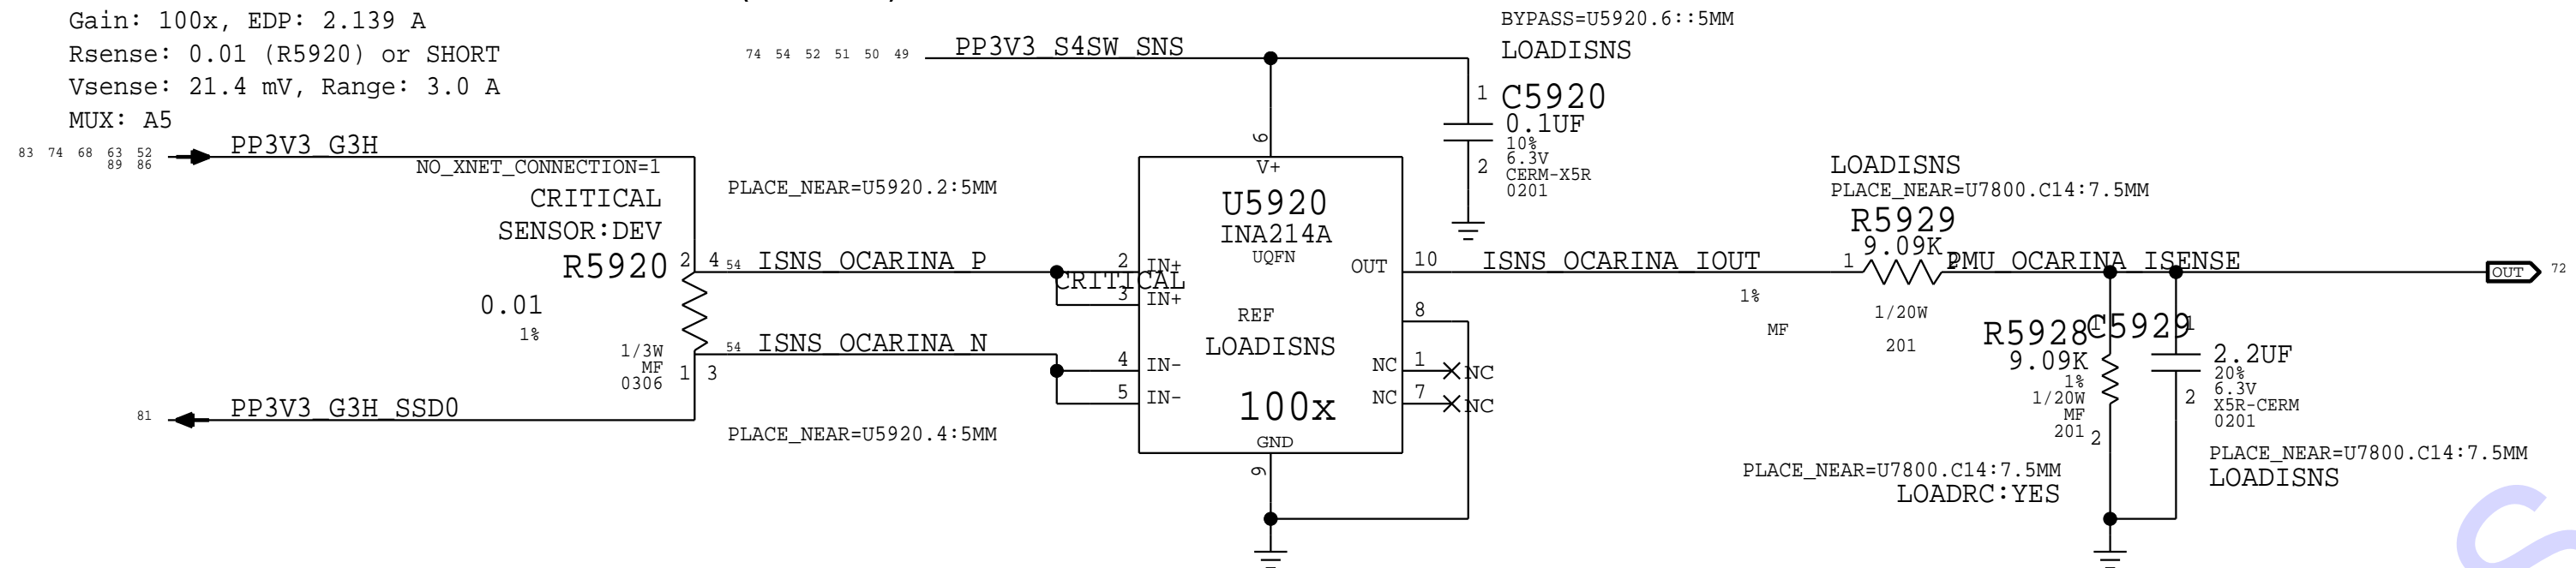 Gain: 100x, EDP: 2.139 A
Rsense: 0.01 (R5920) or SHORT
Vsense: 21.4 mV, Range: 3.0 A
MUX: A5
83 74 68 63 52
89 86
PP3V3_G3H
NO_XNET_CONNECTION=1
CRITICAL
SENSOR:DEV
R5920
0.01
1%
1/3W
MF
0306
2 4
1 3
81
PP3V3_G3H_SSD0
PLACE_NEAR=U5920.2:5MM
54 ISNS_OCARINA_P
54 ISNS_OCARINA_N
PLACE_NEAR=U5920.4:5MM
74 54 52 51 50 49
PP3V3_S4SW_SNS
CRITICAL
6
V+
U5920
INA214A
UQFN
2 IN+
3 IN+
4 IN-
5 IN-
OUT 10
REF 8
LOADISNS
NC 1 NC
NC 7 NC
100x
GND
9
BYPASS=U5920.6::5MM
LOADISNS
1
C5920
0.1UF
10%
6.3V
2
CERM-X5R
0201
ISNS_OCARINA_IOUT
LOADISNS
PLACE_NEAR=U7800.C14:7.5MM
R5929
9.09K
1
1%
1/20W
MF
201
PMU_OCARINA_ISENSE
OUT 72
R5928
1
9.09K
1%
1/20W
MF
201
2
PLACE_NEAR=U7800.C14:7.5MM
LOADRC:YES
C5929
1
2.2UF
20%
6.3V
2
X5R-CERM
0201
PLACE_NEAR=U7800.C14:7.5MM
LOADISNS